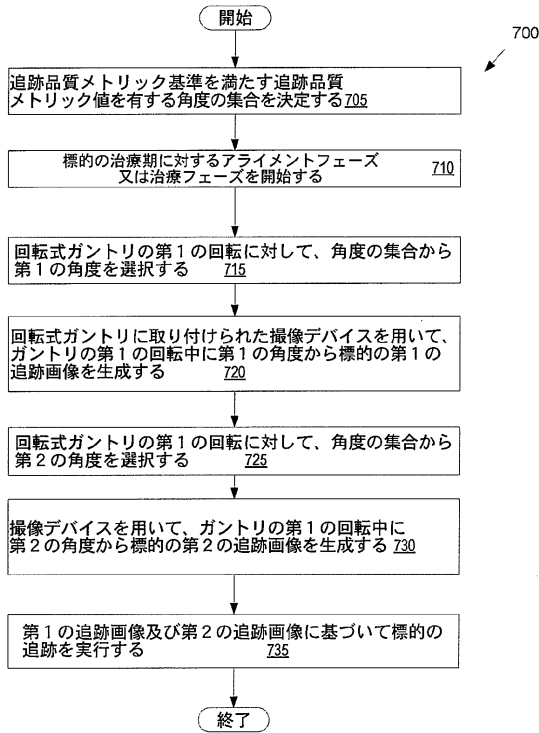 開始
700
追跡品質メトリック基準を満たす追跡品質
メトリック値を有する角度の集合を決定する 705
標的の治療期に対するアライメントフェーズ
又は治療フェーズを開始する 710
回転式ガントリの第1の回転に対して、角度の集合から
第1の角度を選択する 715
回転式ガントリに取り付けられた撮像デバイスを用いて、
ガントリの第1の回転中に第1の角度から標的の第1の
追跡画像を生成する 720
回転式ガントリの第1の回転に対して、角度の集合から
第2の角度を選択する 725
撮像デバイスを用いて、ガントリの第1の回転中に
第2の角度から標的の第2の追跡画像を生成する 730
第1の追跡画像及び第2の追跡画像に基づいて標的の
追跡を実行する 735
終了